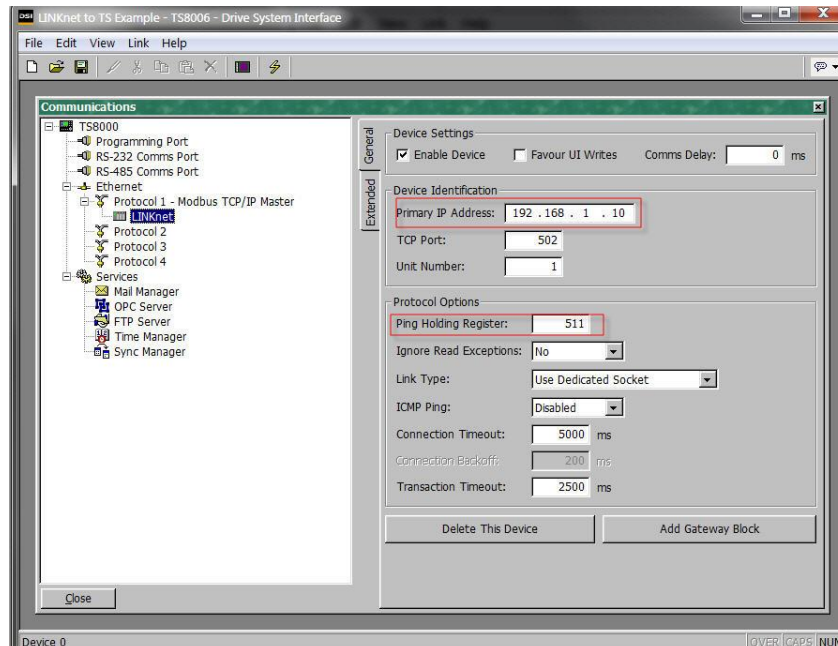 DSI LINKnet to TS Example - TS8006 - Drive System Interface
File Edit View Link Help
Communications
TS8000
Programming Port
RS-232 Comms Port
RS-485 Comms Port
Ethernet
Protocol 1 - Modbus TCP/IP Master
LINKnet
Protocol 2
Protocol 3
Protocol 4
Services
Mail Manager
OPC Server
FTP Server
Time Manager
Sync Manager
Close
General
Extended
Device Settings
Enable Device Favour UI Writes Comms Delay: 0 ms
Device Identification
Primary IP Address: 192 . 168 . 1 . 10
TCP Port: 502
Unit Number: 1
Protocol Options
Ping Holding Register: 511
Ignore Read Exceptions: No
Link Type: Use Dedicated Socket
ICMP Ping: Disabled
Connection Timeout: 5000 ms
Connection Backoff: 200 ms
Transaction Timeout: 2500 ms
Delete This Device Add Gateway Block
Device 0 OVER CAPS NUM